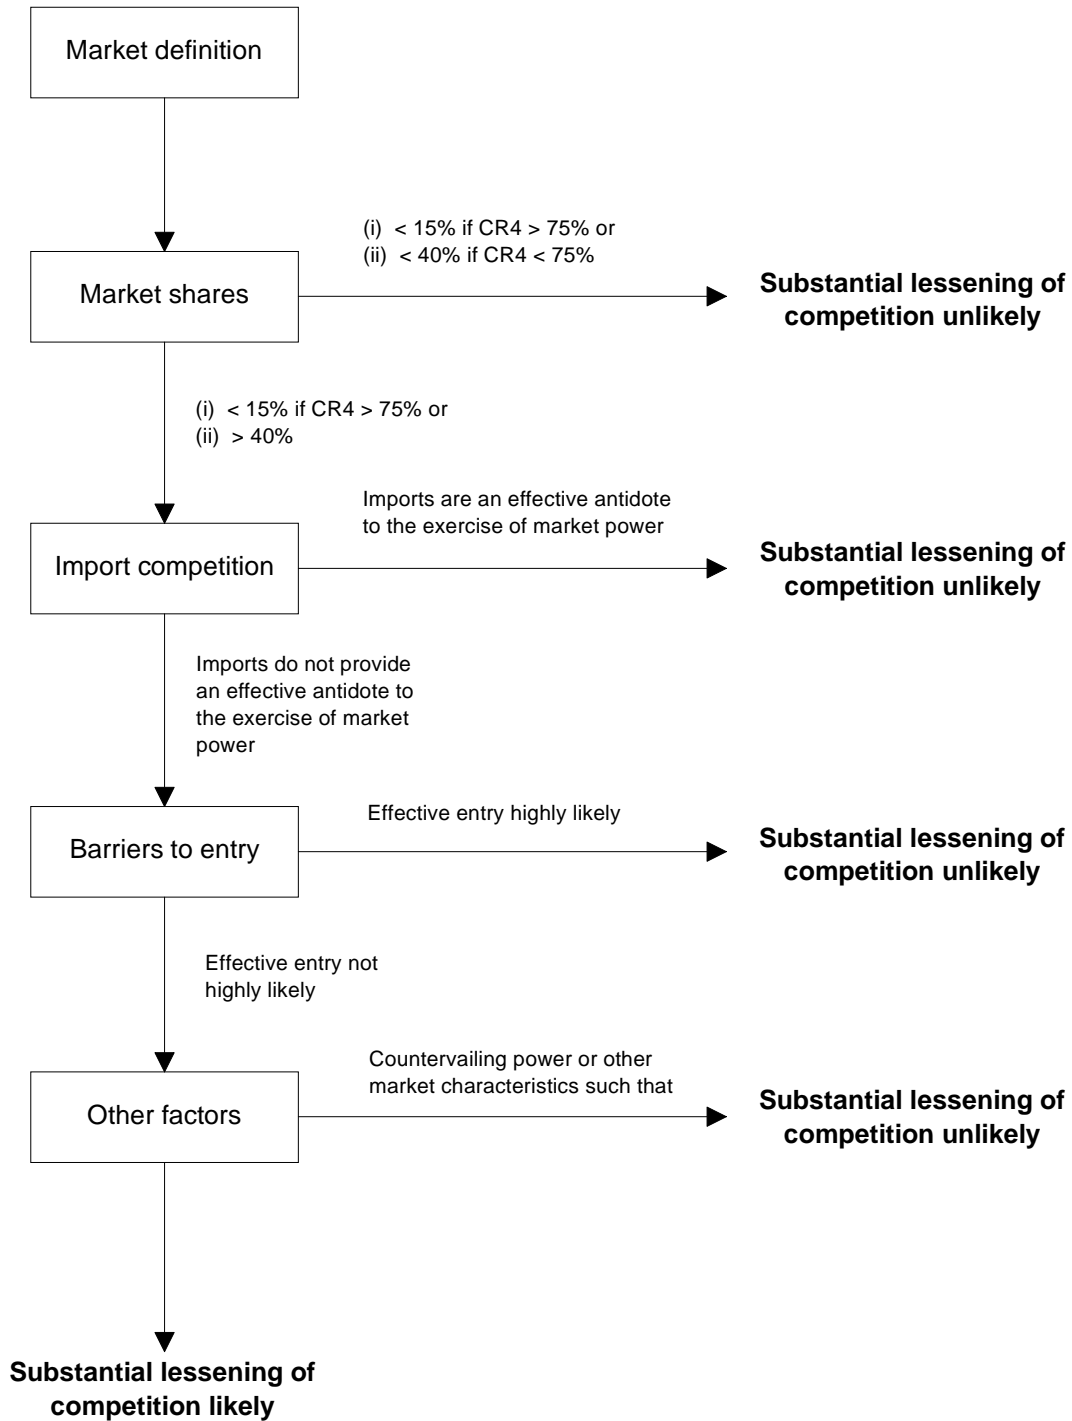 Market definition
(i)  < 15% if CR4 > 75% or
(ii)  < 40% if CR4 < 75%
Market shares
Substantial lessening of
competition unlikely
(i)  < 15% if CR4 > 75% or
(ii)  > 40%
Imports are an effective antidote
to the exercise of market power
Import competition
Substantial lessening of
competition unlikely
Imports do not provide
an effective antidote to
the exercise of market
power
Effective entry highly likely
Barriers to entry
Substantial lessening of
competition unlikely
Effective entry not
highly likely
Countervailing power or other
market characteristics such that
Other factors
Substantial lessening of
competition unlikely
Substantial lessening of
competition likely